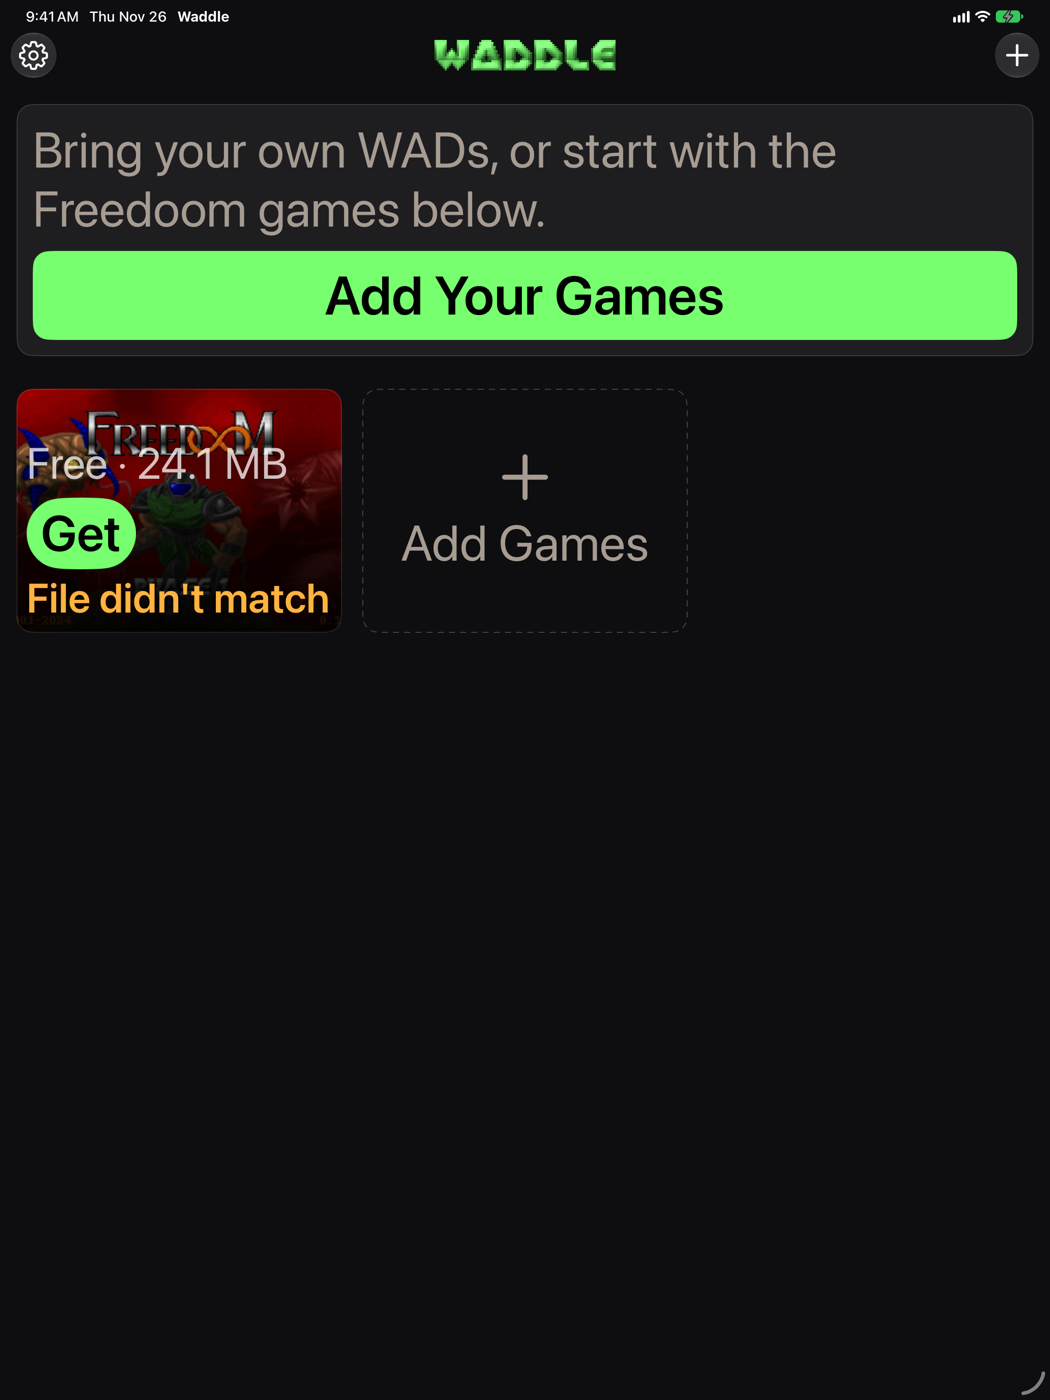 9:41 AM Thu Nov 26 Waddle
WADDLE
Bring your own WADs, or start with the
Freedoom games below.
Add Your Games
FREEDOOM
Free · 24.1 MB
Get
File didn't match
Add Games